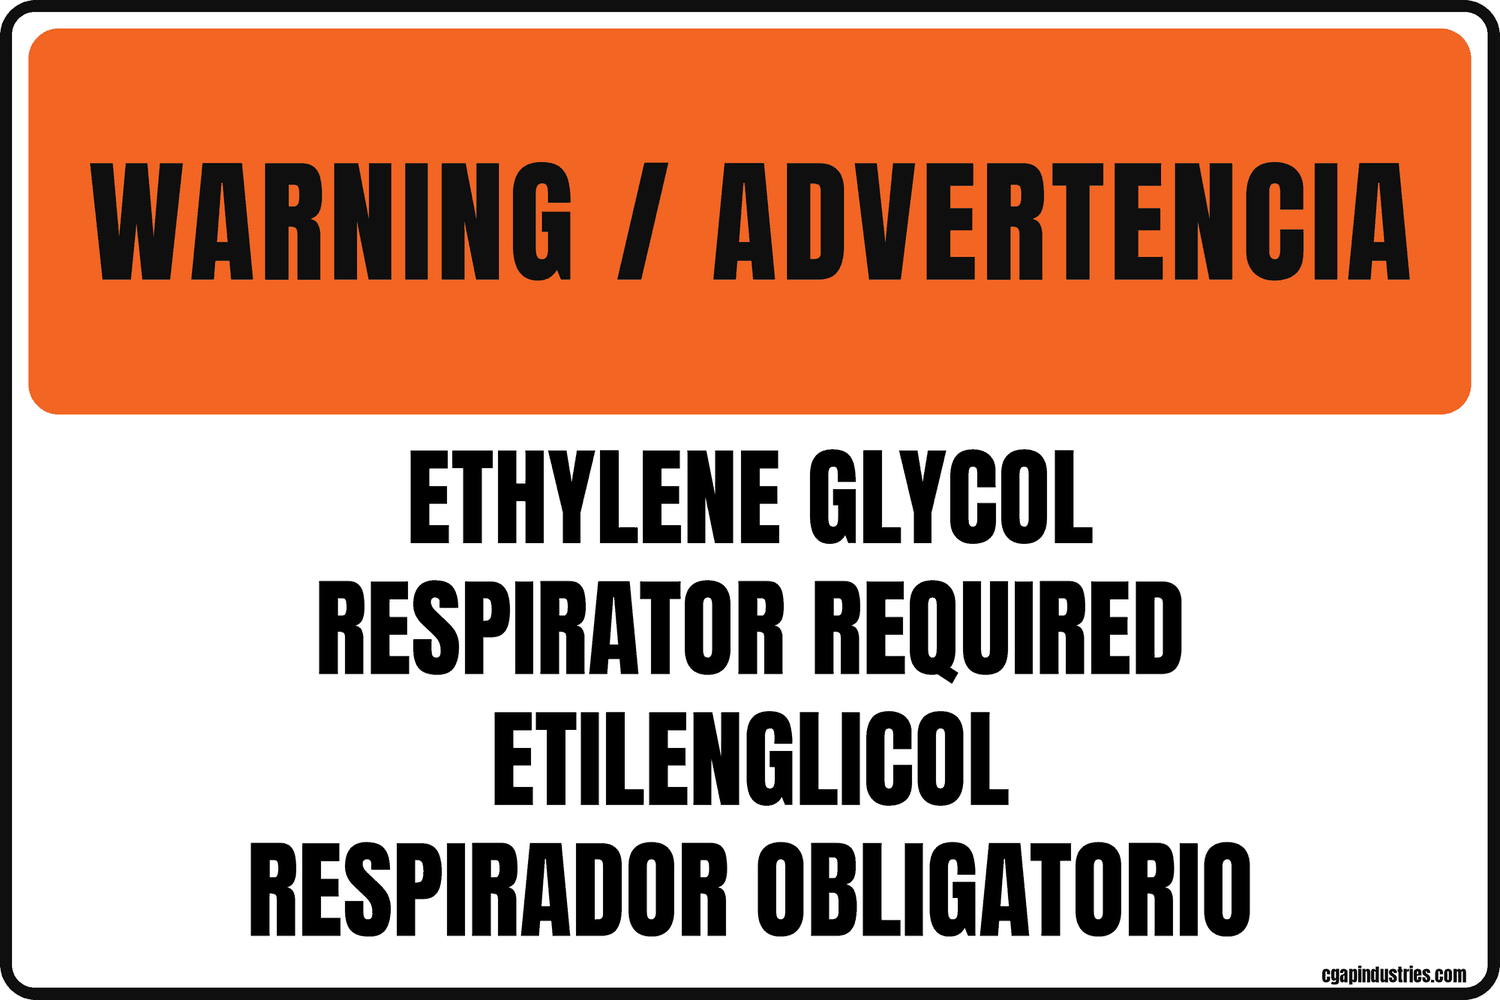 WARNING / ADVERTENCIA
ETHYLENE GLYCOL
RESPIRATOR REQUIRED
ETILENGLICOL
RESPIRADOR OBLIGATORIO
cgapindustries.com